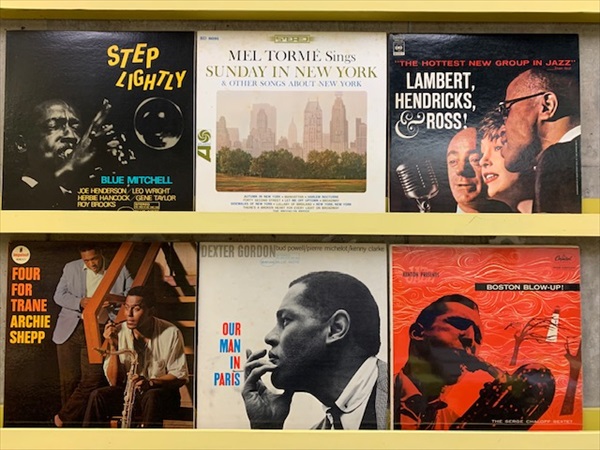 STEP
LIGHTLY
BLUE MITCHELL
JOE HENDERSON / LEO WRIGHT
HERBIE HANCOCK / GENE TAYLOR
ROY BROOKS
MEL TORMÉ Sings
SUNDAY IN NEW YORK
& OTHER SONGS ABOUT NEW YORK
"THE HOTTEST NEW GROUP IN JAZZ"
LAMBERT,
HENDRICKS,
& ROSS!
FOUR
FOR
TRANE
ARCHIE
SHEPP
DEXTER GORDON/bud powell/pierre michelot/kenny clarke
OUR
MAN
IN
PARIS
BOSTON BLOW-UP!
THE SERGE CHALOFF SEXTET